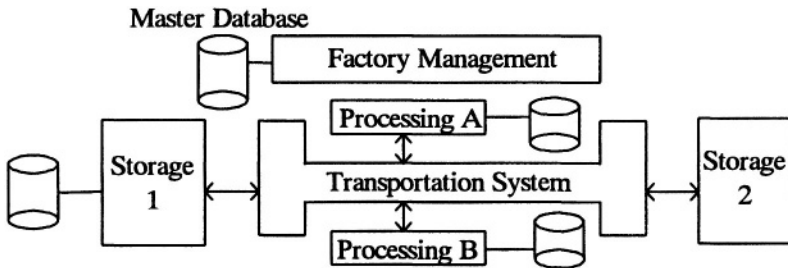 Master Database
Factory Management
Processing A
Storage
1
Transportation System
Storage
2
Processing B